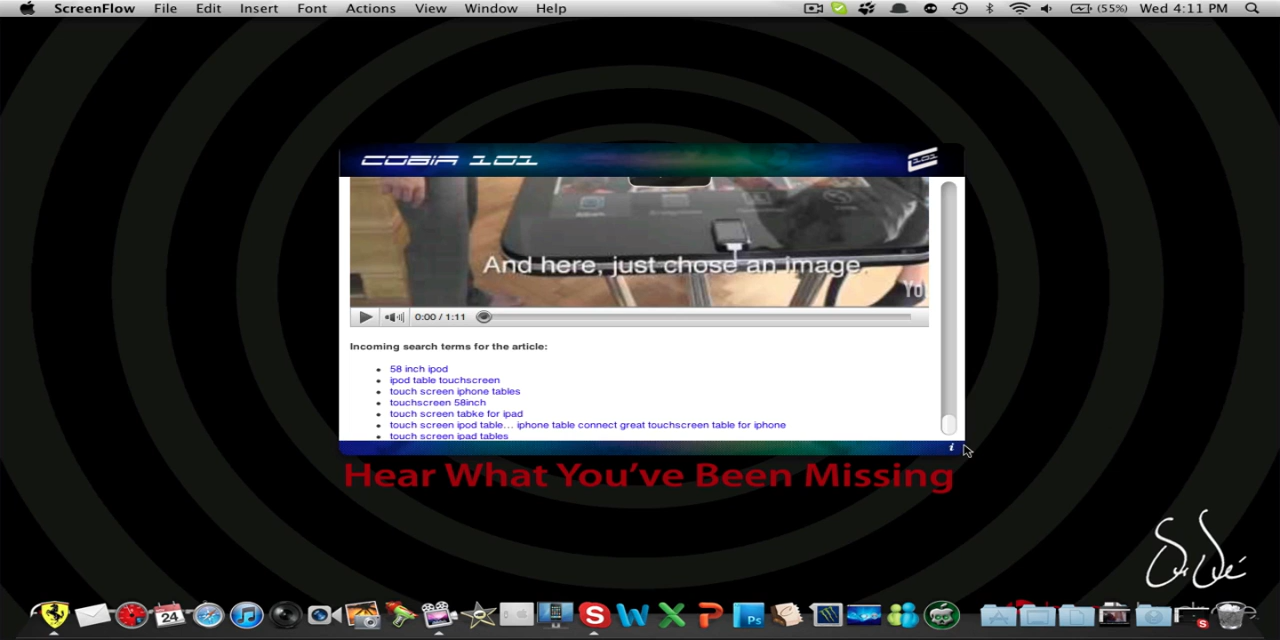 ScreenFlow File Edit Insert Font Actions View Window Help (55%) Wed 4:11 PM
COBIA 101
101
And here, just chose an image.
0:00 / 1:11
Incoming search terms for the article:
58 inch ipod
ipod table touchscreen
touch screen iphone tables
touchscreen 58inch
touch screen tabke for ipad
touch screen ipod table... iphone table connect great touchscreen table for iphone
touch screen ipad tables
i
Hear What You've Been Missing
24
S W X P Ps